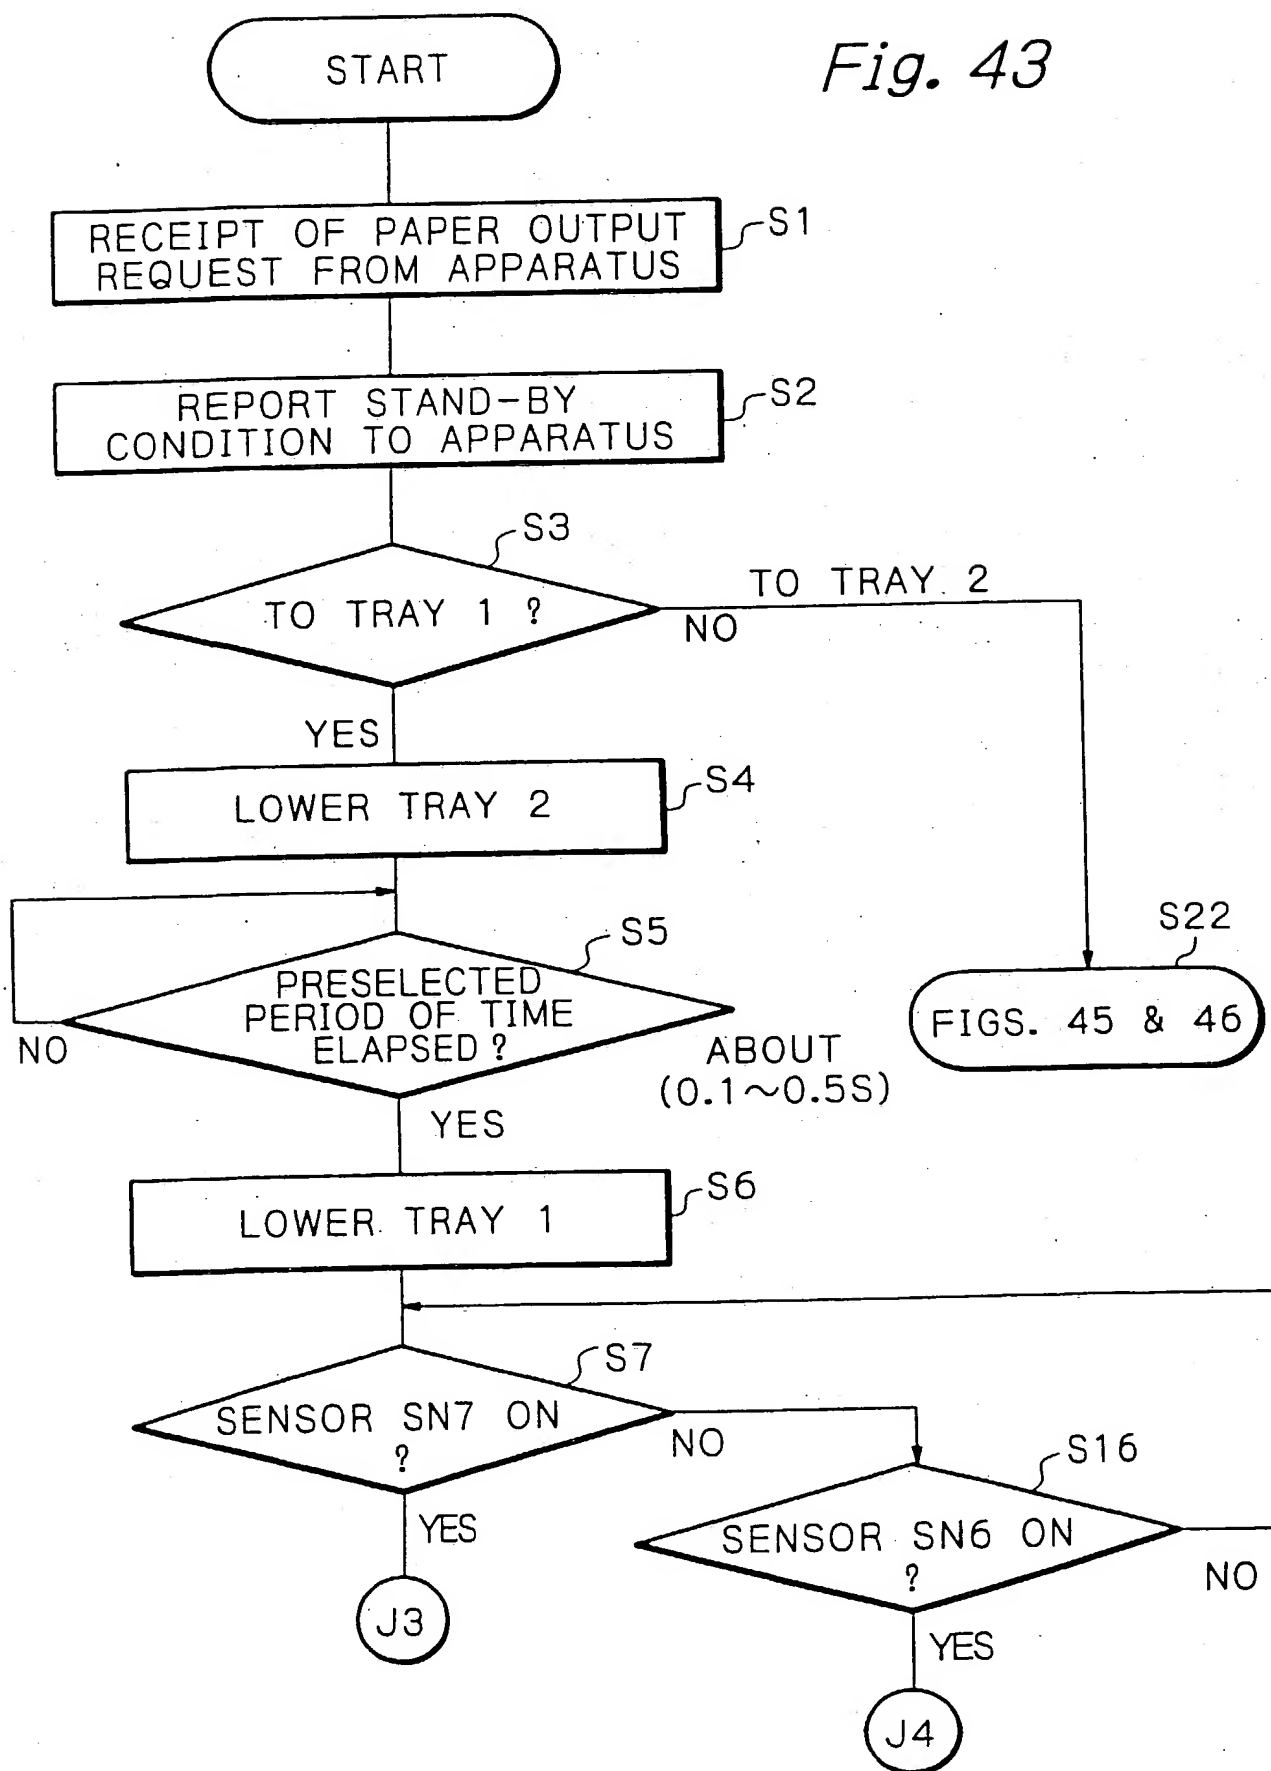 Fig. 43
START
RECEIPT OF PAPER OUTPUT
REQUEST FROM APPARATUS
S1
REPORT STAND-BY
CONDITION TO APPARATUS
S2
S3
TO TRAY 1 ?
TO TRAY 2
NO
YES
LOWER TRAY 2
S4
S5
PRESELECTED
PERIOD OF TIME
ELAPSED ?
NO
ABOUT
(0.1~0.5S)
S22
FIGS. 45 & 46
YES
LOWER TRAY 1
S6
S7
SENSOR SN7 ON
?
NO
YES
J3
S16
SENSOR SN6 ON
?
NO
YES
J4